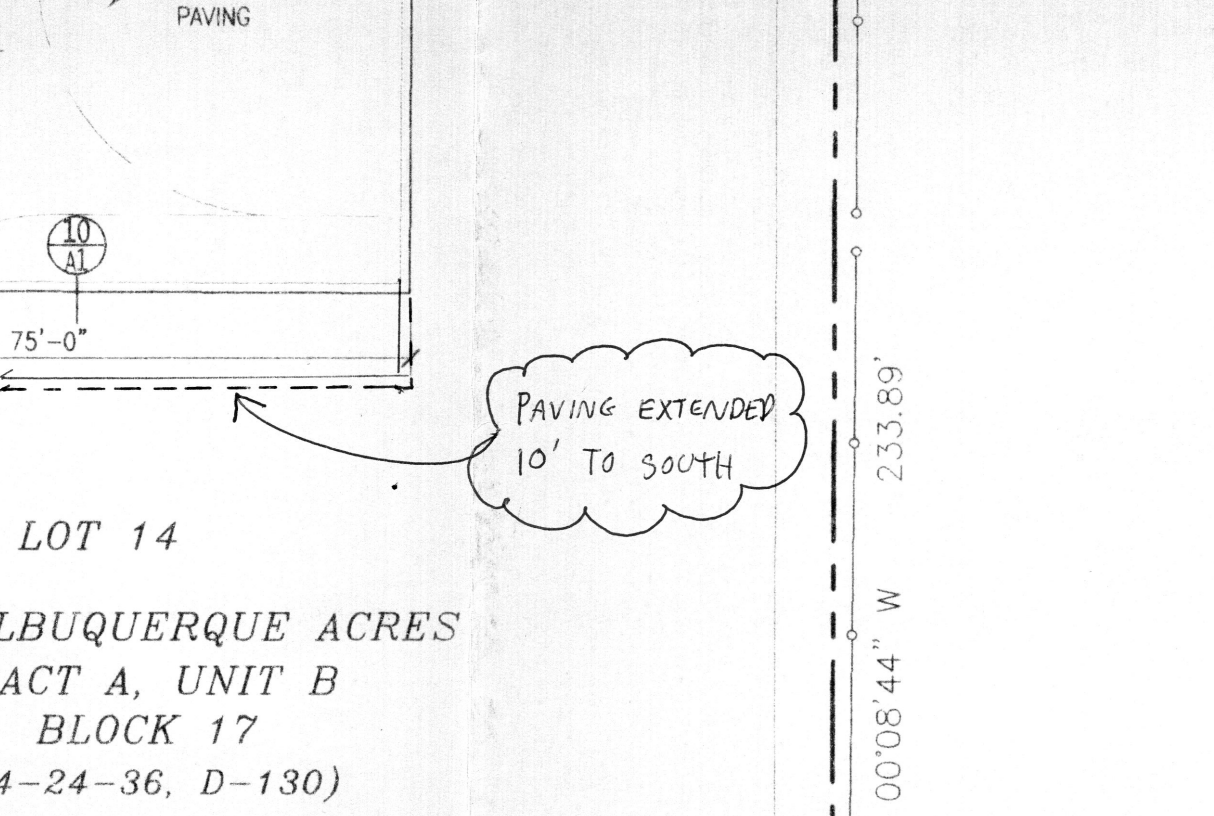 PAVING
10
A1
75'-0"
PAVING EXTENDED
10' TO SOUTH
LOT 14
LBUQUERQUE ACRES
ACT A, UNIT B
BLOCK 17
4-24-36, D-130)
00°08'44" W 233.89'